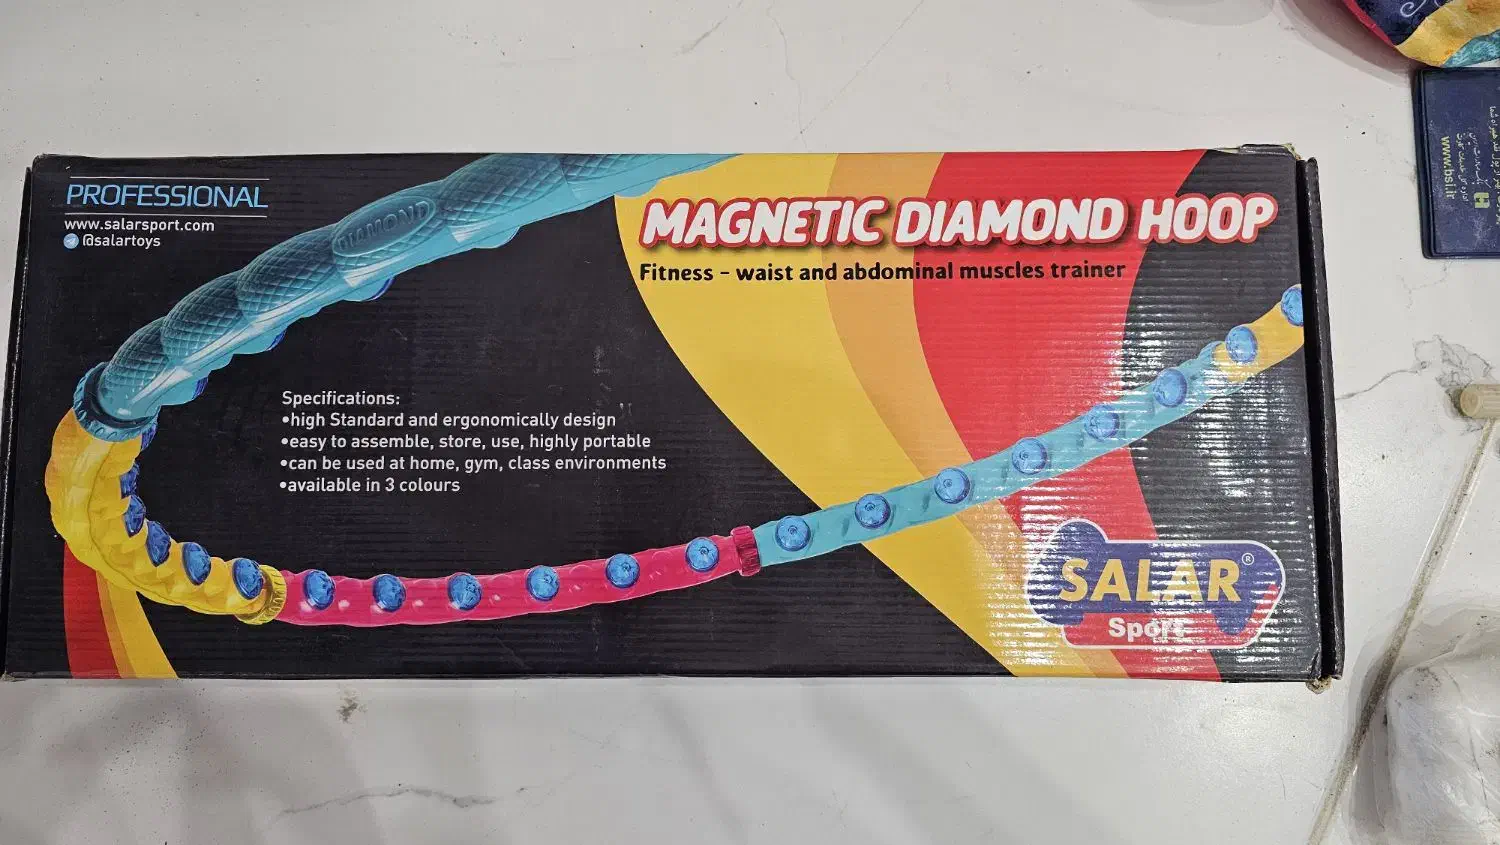 PROFESSIONAL
www.salarsport.com
@salartoys
DIAMOND
MAGNETIC DIAMOND HOOP
Fitness - waist and abdominal muscles trainer
Specifications:
•high Standard and ergonomically design
•easy to assemble, store, use, highly portable
•can be used at home, gym, class environments
•available in 3 colours
SALAR®
Sport
www.bsi.ir